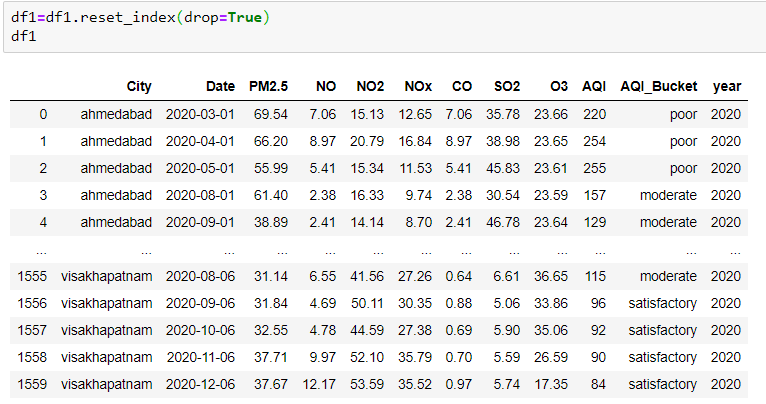 df1=df1.reset_index(drop=True)
df1
City Date PM2.5 NO NO2 NOx CO SO2 O3 AQI AQI_Bucket year
0 ahmedabad 2020-03-01 69.54 7.06 15.13 12.65 7.06 35.78 23.66 220 poor 2020
1 ahmedabad 2020-04-01 66.20 8.97 20.79 16.84 8.97 38.98 23.65 254 poor 2020
2 ahmedabad 2020-05-01 55.99 5.41 15.34 11.53 5.41 45.83 23.61 255 poor 2020
3 ahmedabad 2020-08-01 61.40 2.38 16.33 9.74 2.38 30.54 23.59 157 moderate 2020
4 ahmedabad 2020-09-01 38.89 2.41 14.14 8.70 2.41 46.78 23.64 129 moderate 2020
... ... ... ... ... ... ... ... ... ... ... ... ...
1555 visakhapatnam 2020-08-06 31.14 6.55 41.56 27.26 0.64 6.61 36.65 115 moderate 2020
1556 visakhapatnam 2020-09-06 31.84 4.69 50.11 30.35 0.88 5.06 33.86 96 satisfactory 2020
1557 visakhapatnam 2020-10-06 32.55 4.78 44.59 27.38 0.69 5.90 35.06 92 satisfactory 2020
1558 visakhapatnam 2020-11-06 37.71 9.97 52.10 35.79 0.70 5.59 26.59 90 satisfactory 2020
1559 visakhapatnam 2020-12-06 37.67 12.17 53.59 35.52 0.97 5.74 17.35 84 satisfactory 2020